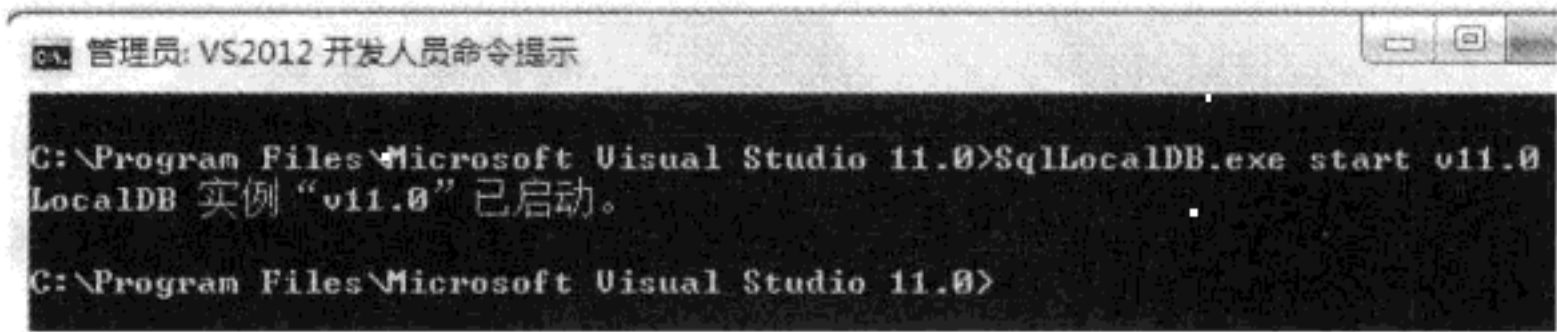 管理员: VS2012 开发人员命令提示
C:\Program Files\Microsoft Visual Studio 11.0>SqlLocalDB.exe start v11.0
LocalDB 实例“v11.0”已启动。
C:\Program Files\Microsoft Visual Studio 11.0>